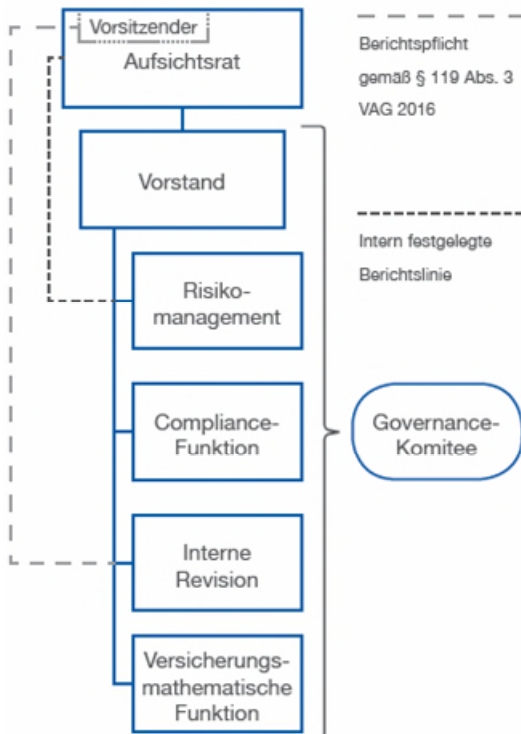 Vorsitzender
Aufsichtsrat
Vorstand
Risiko-
management
Compliance-
Funktion
Interne
Revision
Versicherungs-
mathematische
Funktion
Berichtspflicht
gemäß § 119 Abs. 3
VAG 2016
Intern festgelegte
Berichtslinie
Governance-
Komitee